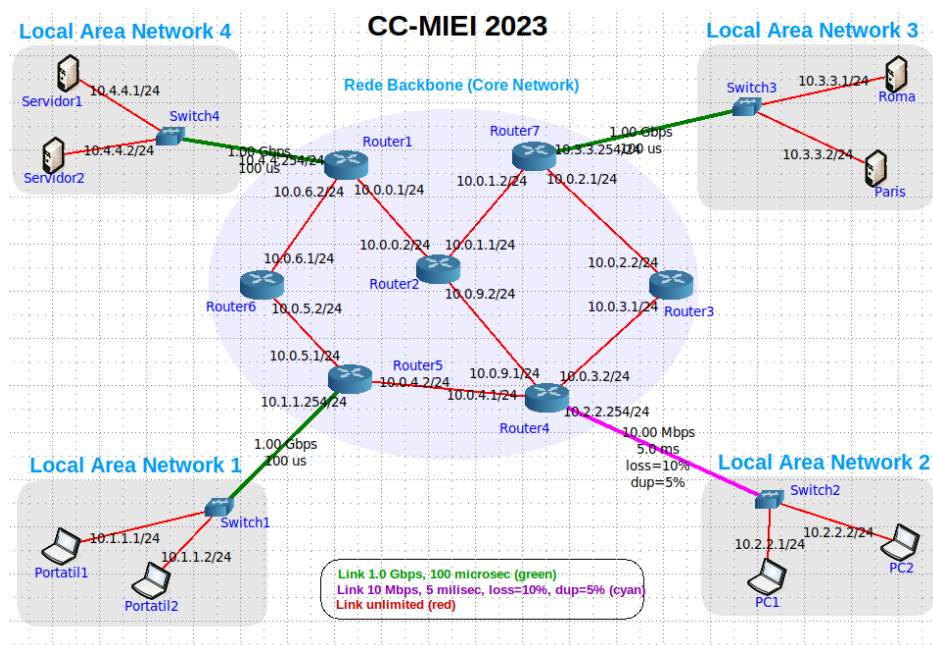 CC-MIEI 2023
Local Area Network 4
Local Area Network 3
Rede Backbone (Core Network)
Servidor1
10.4.4.1/24
Switch4
Servidor2
10.4.4.2/24
1.00 Gbps
100 us
10.4.4.254/24
Router1
Router7
1.00 Gbps
100 us
10.3.3.254/24
Switch3
10.3.3.1/24
Roma
10.3.3.2/24
Paris
10.0.6.2/24
10.0.0.1/24
10.0.1.2/24
10.0.2.1/24
10.0.0.2/24
10.0.1.1/24
10.0.6.1/24
10.0.2.2/24
Router2
10.0.9.2/24
Router6
10.0.5.2/24
10.0.3.1/24
Router3
10.0.5.1/24
Router5
10.0.4.2/24
10.0.9.1/24
10.0.3.2/24
10.0.4.1/24
10.1.1.254/24
10.2.2.254/24
Router4
1.00 Gbps
100 us
10.00 Mbps
5.0 ms
loss=10%
dup=5%
Local Area Network 1
Local Area Network 2
Switch1
Switch2
10.1.1.1/24
Portatil1
10.1.1.2/24
Portatil2
10.2.2.1/24
PC1
10.2.2.2/24
PC2
Link 1.0 Gbps, 100 microsec (green)
Link 10 Mbps, 5 milisec, loss=10%, dup=5% (cyan)
Link unlimited (red)